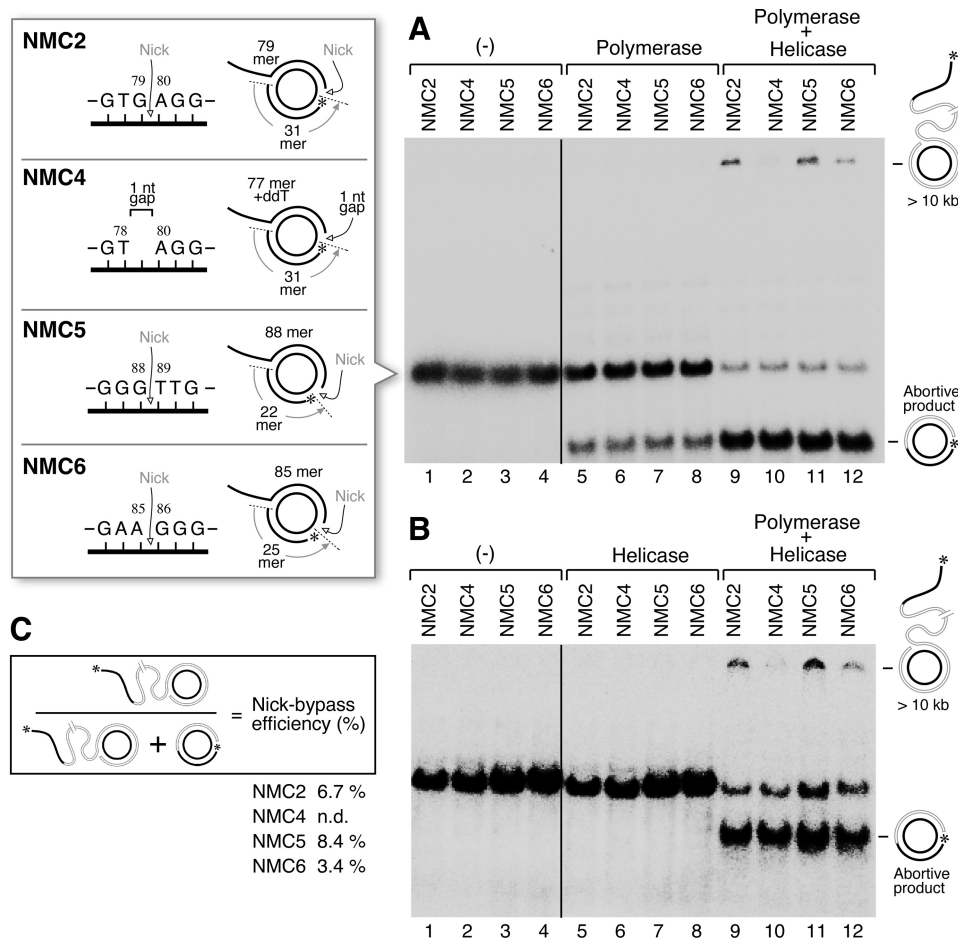 NMC2
Nick
79 80
–GTGAGG–
79
mer
Nick
*
31
mer
NMC4
1 nt
gap
78 80
–GT AGG–
77 mer
+ddT
1 nt
gap
*
31
mer
NMC5
Nick
88 89
–GGGTTG–
88 mer
Nick
*
22
mer
NMC6
Nick
85 86
–GAAGGG–
85 mer
Nick
*
25
mer
A
(-)
Polymerase
Polymerase
+
Helicase
NMC2 NMC4 NMC5 NMC6 NMC2 NMC4 NMC5 NMC6 NMC2 NMC4 NMC5 NMC6
*
> 10 kb
Abortive
product
*
1 2 3 4 5 6 7 8 9 10 11 12
B
(-)
Helicase
Polymerase
+
Helicase
NMC2 NMC4 NMC5 NMC6 NMC2 NMC4 NMC5 NMC6 NMC2 NMC4 NMC5 NMC6
*
> 10 kb
*
Abortive
product
1 2 3 4 5 6 7 8 9 10 11 12
C
*
* + *
= Nick-bypass
efficiency (%)
NMC2 6.7 %
NMC4 n.d.
NMC5 8.4 %
NMC6 3.4 %